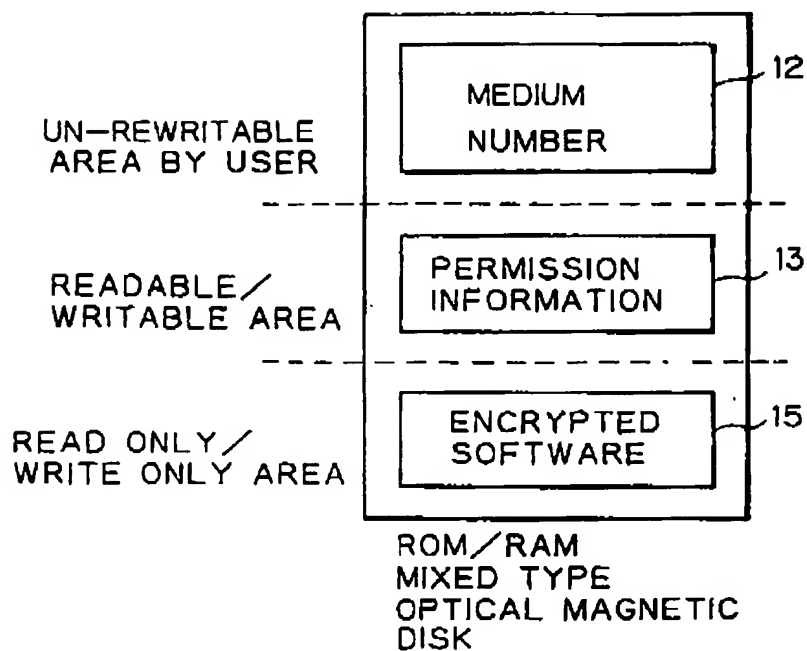 MEDIUM
NUMBER
12
UN-REWRITABLE
AREA BY USER
PERMISSION
INFORMATION
13
READABLE/
WRITABLE AREA
ENCRYPTED
SOFTWARE
15
READ ONLY/
WRITE ONLY AREA
ROM/RAM
MIXED TYPE
OPTICAL MAGNETIC
DISK